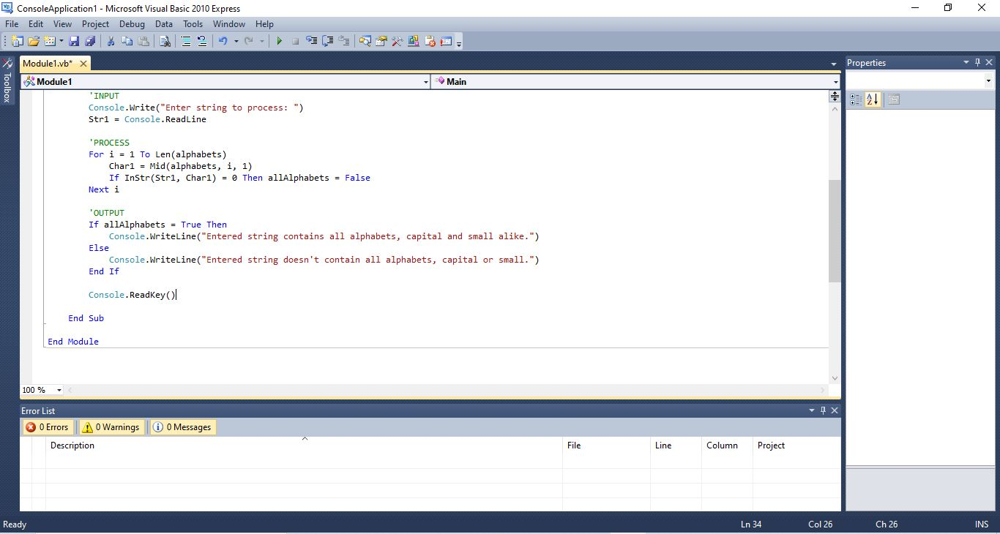 ConsoleApplication1 - Microsoft Visual Basic 2010 Express
File Edit View Project Debug Data Tools Window Help
Toolbox
Module1.vb*
Module1
Main
'INPUT
Console.Write("Enter string to process: ")
Str1 = Console.ReadLine
'PROCESS
For i = 1 To Len(alphabets)
Char1 = Mid(alphabets, i, 1)
If InStr(Str1, Char1) = 0 Then allAlphabets = False
Next i
'OUTPUT
If allAlphabets = True Then
Console.WriteLine("Entered string contains all alphabets, capital and small alike.")
Else
Console.WriteLine("Entered string doesn't contain all alphabets, capital or small.")
End If
Console.ReadKey()
End Sub
End Module
100 %
Properties
Error List
0 Errors 0 Warnings 0 Messages
Description File Line Column Project
Ready Ln 34 Col 26 Ch 26 INS